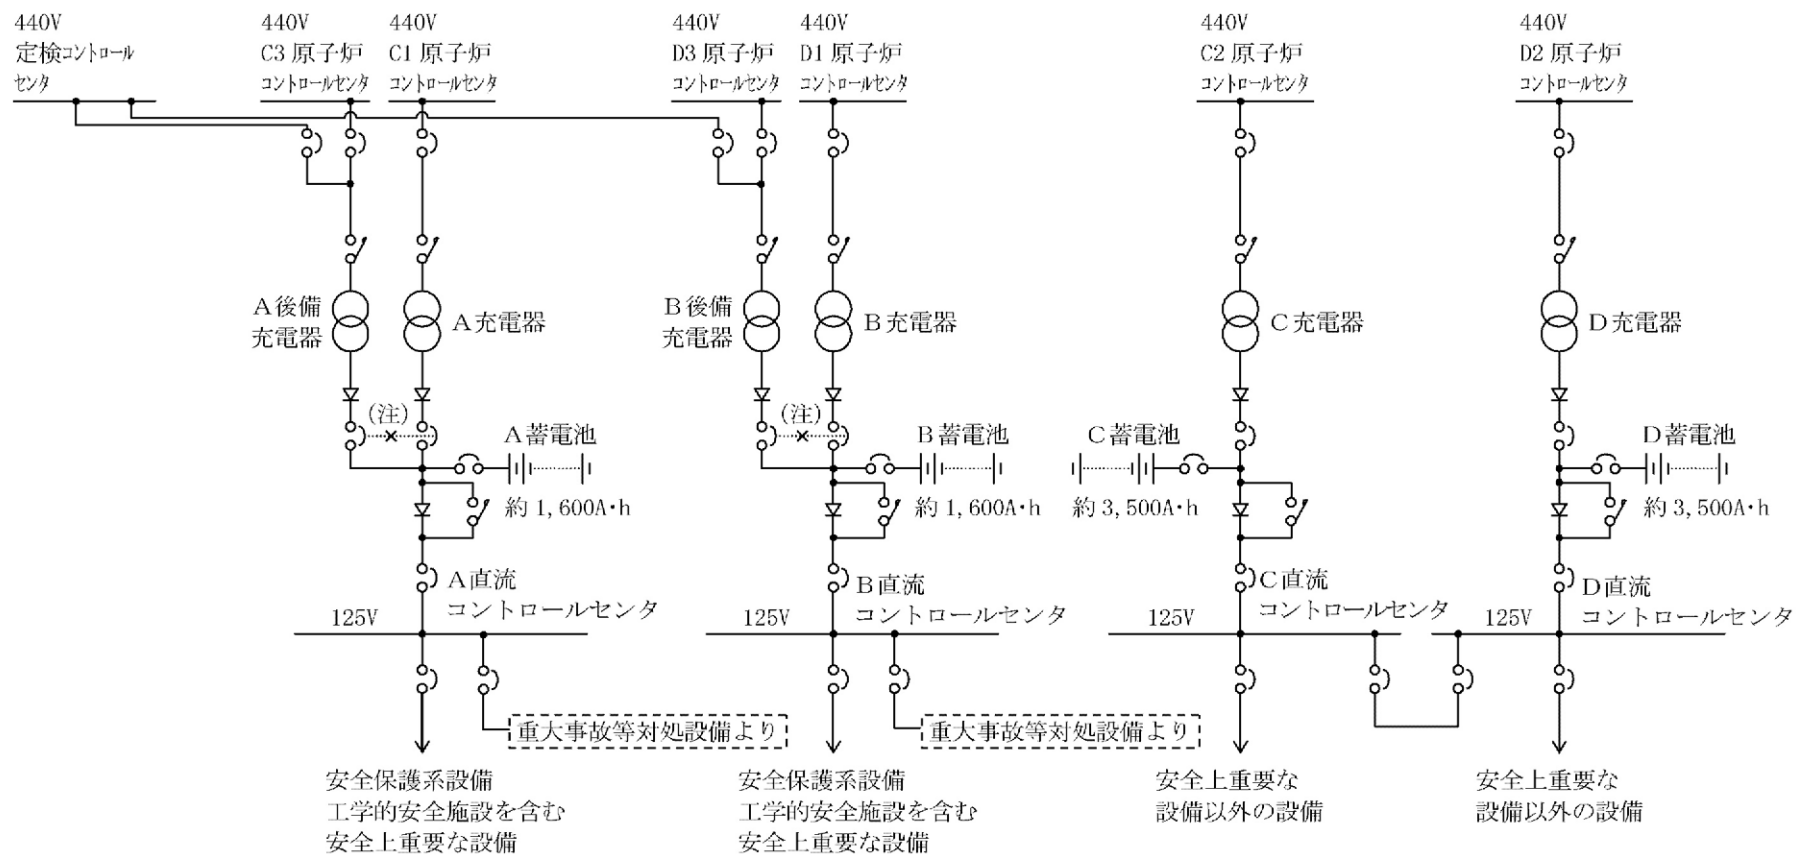 440V
定検コントロール
センタ
440V
C3 原子炉
コントロールセンタ
440V
C1 原子炉
コントロールセンタ
440V
D3 原子炉
コントロールセンタ
440V
D1 原子炉
コントロールセンタ
440V
C2 原子炉
コントロールセンタ
440V
D2 原子炉
コントロールセンタ
A後備
充電器
A充電器
B後備
充電器
B充電器
C充電器
D充電器
(注)
A蓄電池
約1,600A・h
(注)
B蓄電池
約1,600A・h
C蓄電池
約3,500A・h
D蓄電池
約3,500A・h
A直流
コントロールセンタ
125V
B直流
コントロールセンタ
125V
C直流
コントロールセンタ
125V
D直流
コントロールセンタ
125V
重大事故等対処設備より
重大事故等対処設備より
安全保護系設備
工学的安全施設を含む
安全上重要な設備
安全保護系設備
工学的安全施設を含む
安全上重要な設備
安全上重要な
設備以外の設備
安全上重要な
設備以外の設備